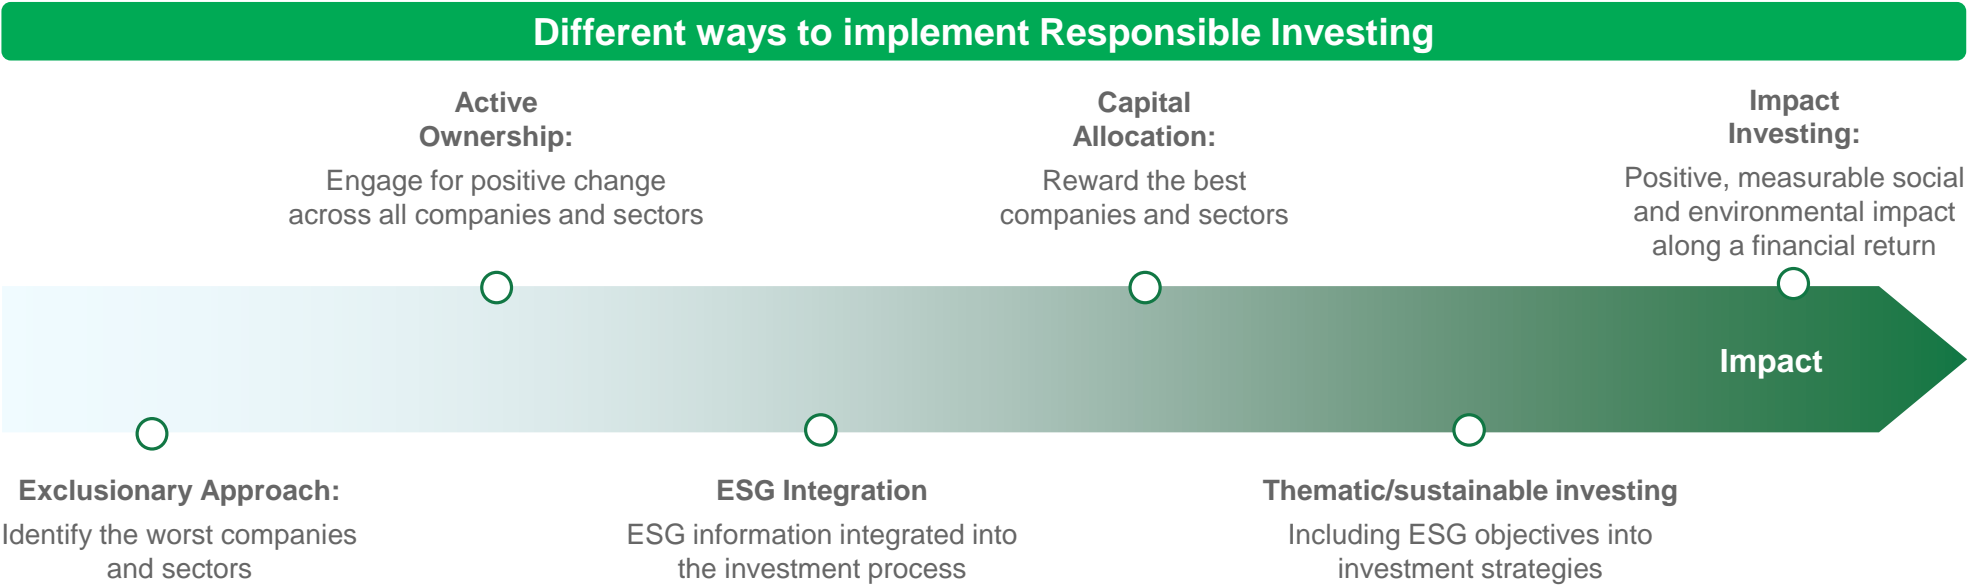 Different ways to implement Responsible Investing
Active
Ownership:
Engage for positive change
across all companies and sectors
Capital
Allocation:
Reward the best
companies and sectors
Impact
Investing:
Positive, measurable social
and environmental impact
along a financial return
Impact
Exclusionary Approach:
Identify the worst companies
and sectors
ESG Integration
ESG information integrated into
the investment process
Thematic/sustainable investing
Including ESG objectives into
investment strategies